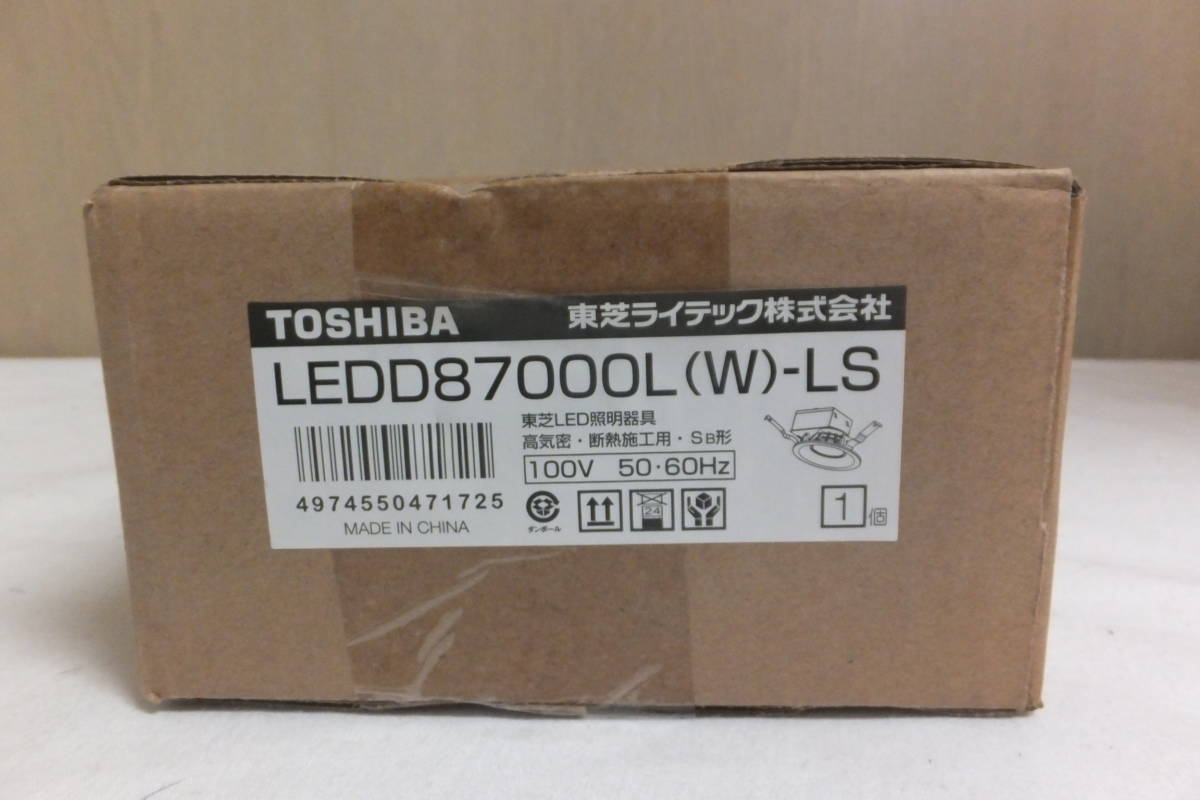 TOSHIBA 東芝ライテック株式会社
LEDD87000L(W)-LS
東芝LED照明器具
高気密・断熱施工用・SB形
100V 50・60Hz
4974550471725
MADE IN CHINA
ダンボール
24
1個